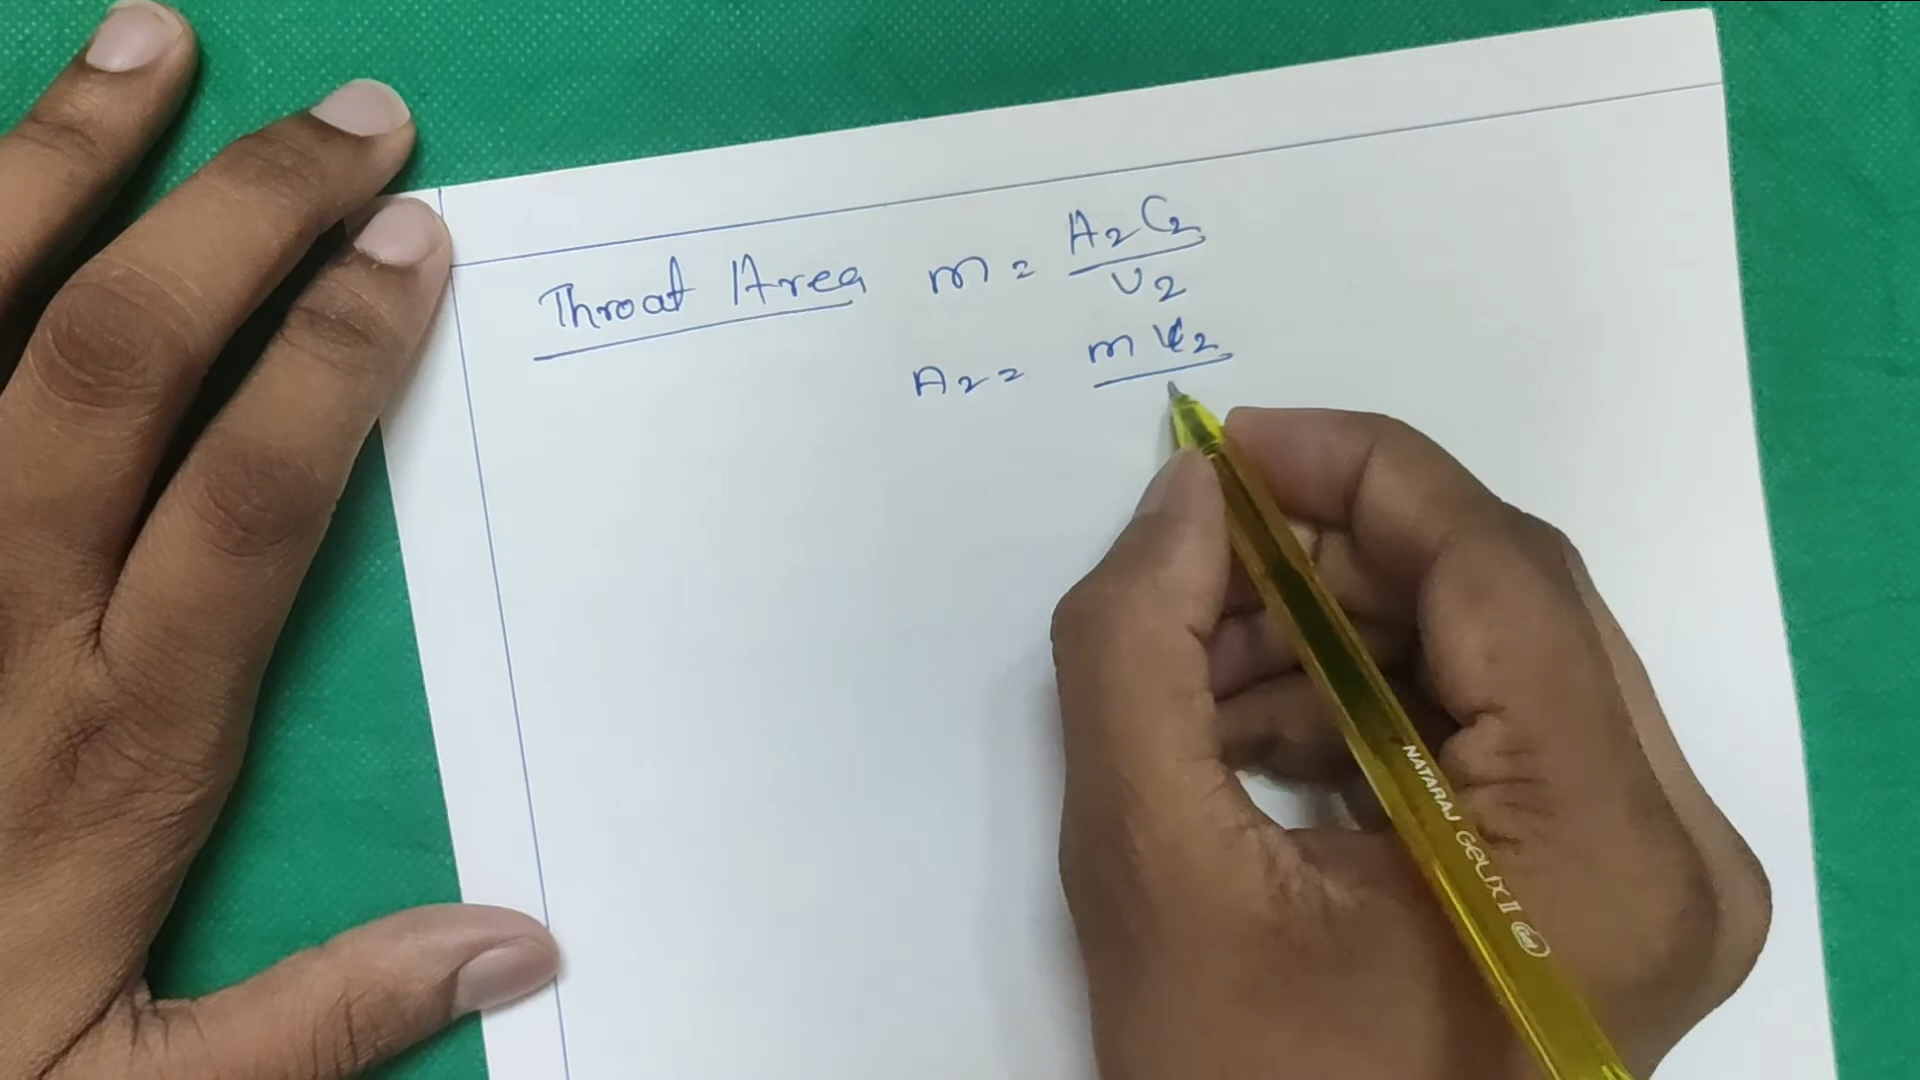 Throat Area m = A₂C₂ / v₂
A₂ = m v₂ /
NATARAJ GELIX II